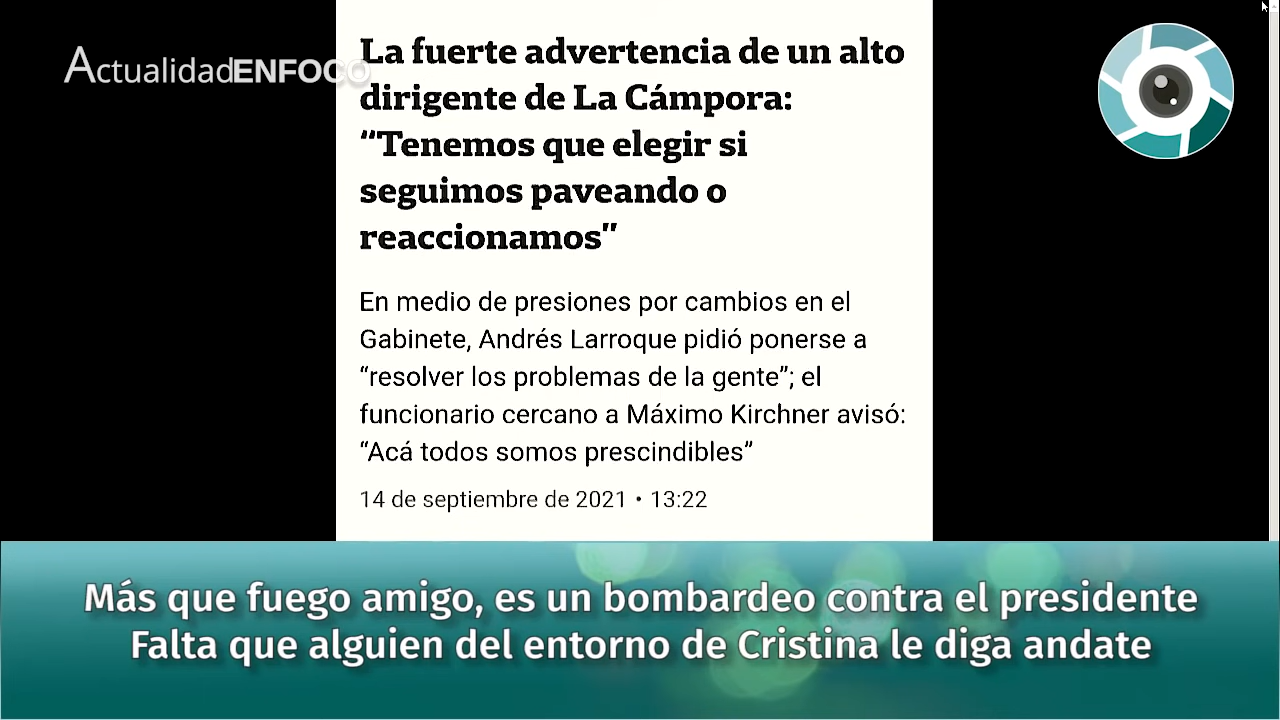 ActualidadENFOCO
La fuerte advertencia de un alto
dirigente de La Cámpora:
“Tenemos que elegir si
seguimos paveando o
reaccionamos”
En medio de presiones por cambios en el
Gabinete, Andrés Larroque pidió ponerse a
“resolver los problemas de la gente”; el
funcionario cercano a Máximo Kirchner avisó:
“Acá todos somos prescindibles”
14 de septiembre de 2021 • 13:22
Más que fuego amigo, es un bombardeo contra el presidente
Falta que alguien del entorno de Cristina le diga andate